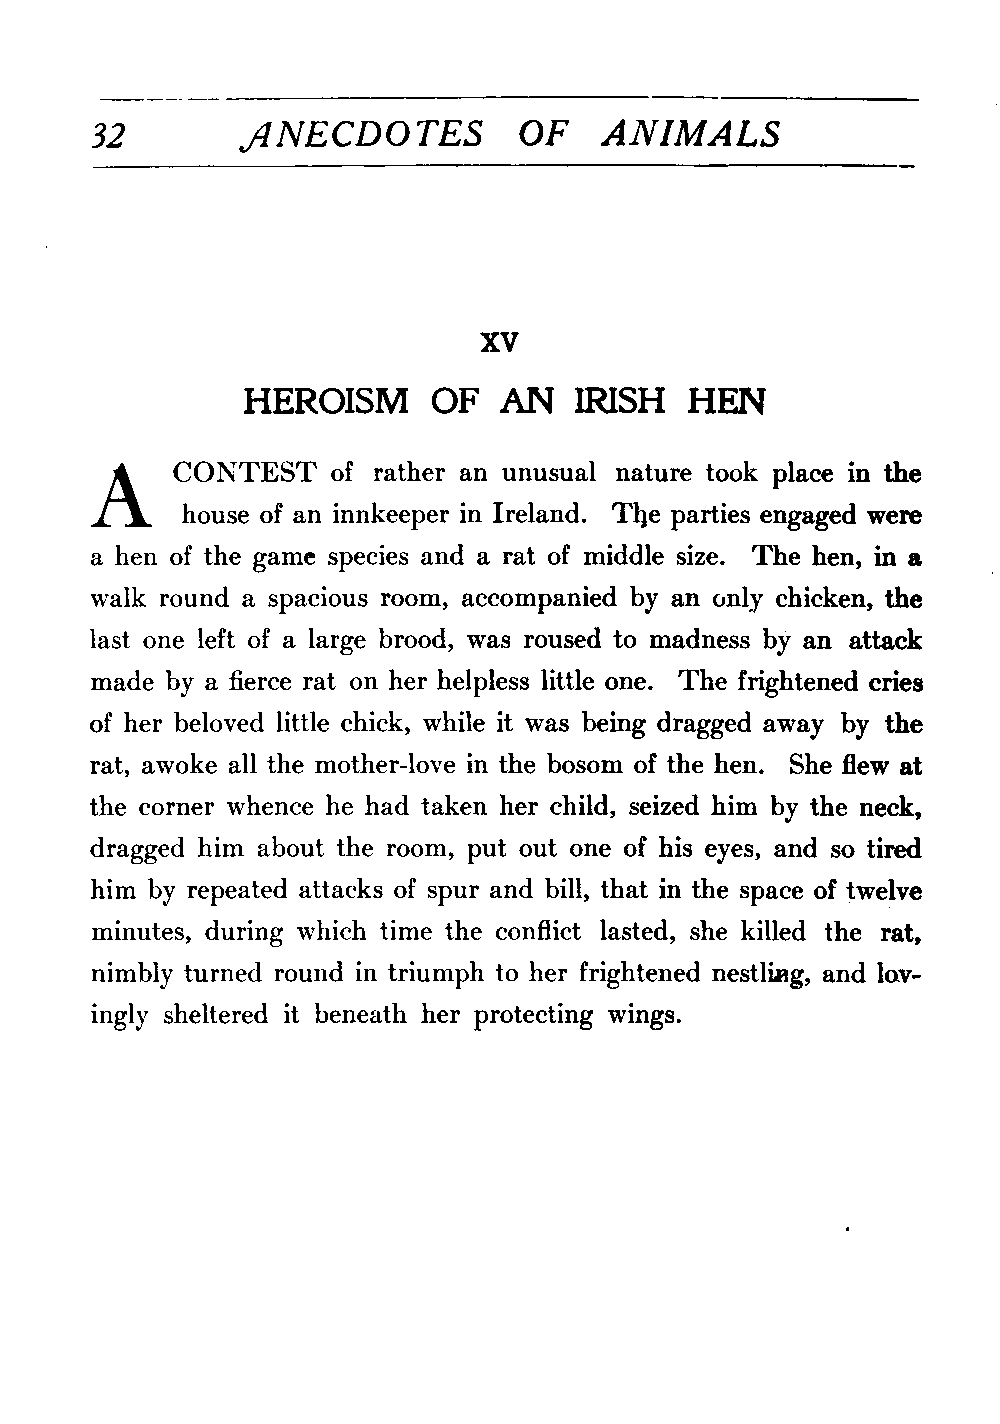 32 ANECDOTES OF ANIMALS
XV
HEROISM OF AN IRISH HEN
A CONTEST of rather an unusual nature took place in the
house of an innkeeper in Ireland. The parties engaged were
a hen of the game species and a rat of middle size. The hen, in a
walk round a spacious room, accompanied by an only chicken, the
last one left of a large brood, was roused to madness by an attack
made by a fierce rat on her helpless little one. The frightened cries
of her beloved little chick, while it was being dragged away by the
rat, awoke all the mother-love in the bosom of the hen. She flew at
the corner whence he had taken her child, seized him by the neck,
dragged him about the room, put out one of his eyes, and so tired
him by repeated attacks of spur and bill, that in the space of twelve
minutes, during which time the conflict lasted, she killed the rat,
nimbly turned round in triumph to her frightened nestling, and lov-
ingly sheltered it beneath her protecting wings.